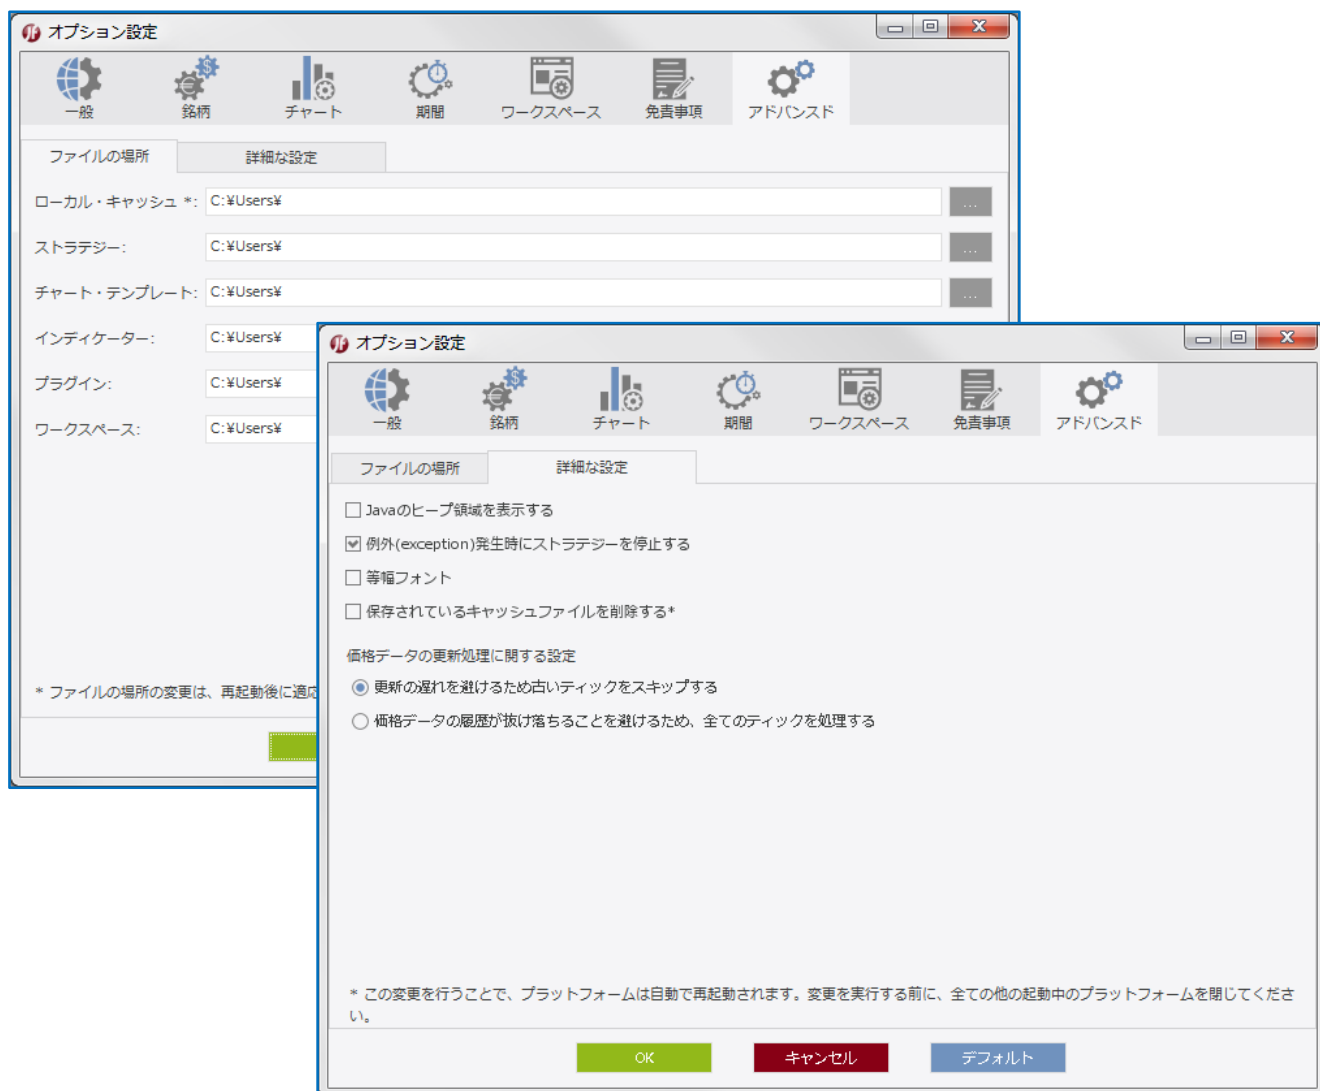 オプション設定
一般
銘柄
チャート
期間
ワークスペース
免責事項
アドバンスド
ファイルの場所
詳細な設定
ローカル・キャッシュ *: C:¥Users¥ ...
ストラテジー: C:¥Users¥ ...
チャート・テンプレート: C:¥Users¥ ...
インディケーター: C:¥Users¥
プラグイン: C:¥Users¥
ワークスペース: C:¥Users¥
* ファイルの場所の変更は、再起動後に適応
オプション設定
一般
銘柄
チャート
期間
ワークスペース
免責事項
アドバンスド
ファイルの場所
詳細な設定
Javaのヒープ領域を表示する
例外(exception)発生時にストラテジーを停止する
等幅フォント
保存されているキャッシュファイルを削除する*
価格データの更新処理に関する設定
更新の遅れを避けるため古いティックをスキップする
価格データの履歴が抜け落ちることを避けるため、全てのティックを処理する
* この変更を行うことで、プラットフォームは自動で再起動されます。変更を実行する前に、全ての他の起動中のプラットフォームを閉じてくださ
い。
OK
キャンセル
デフォルト